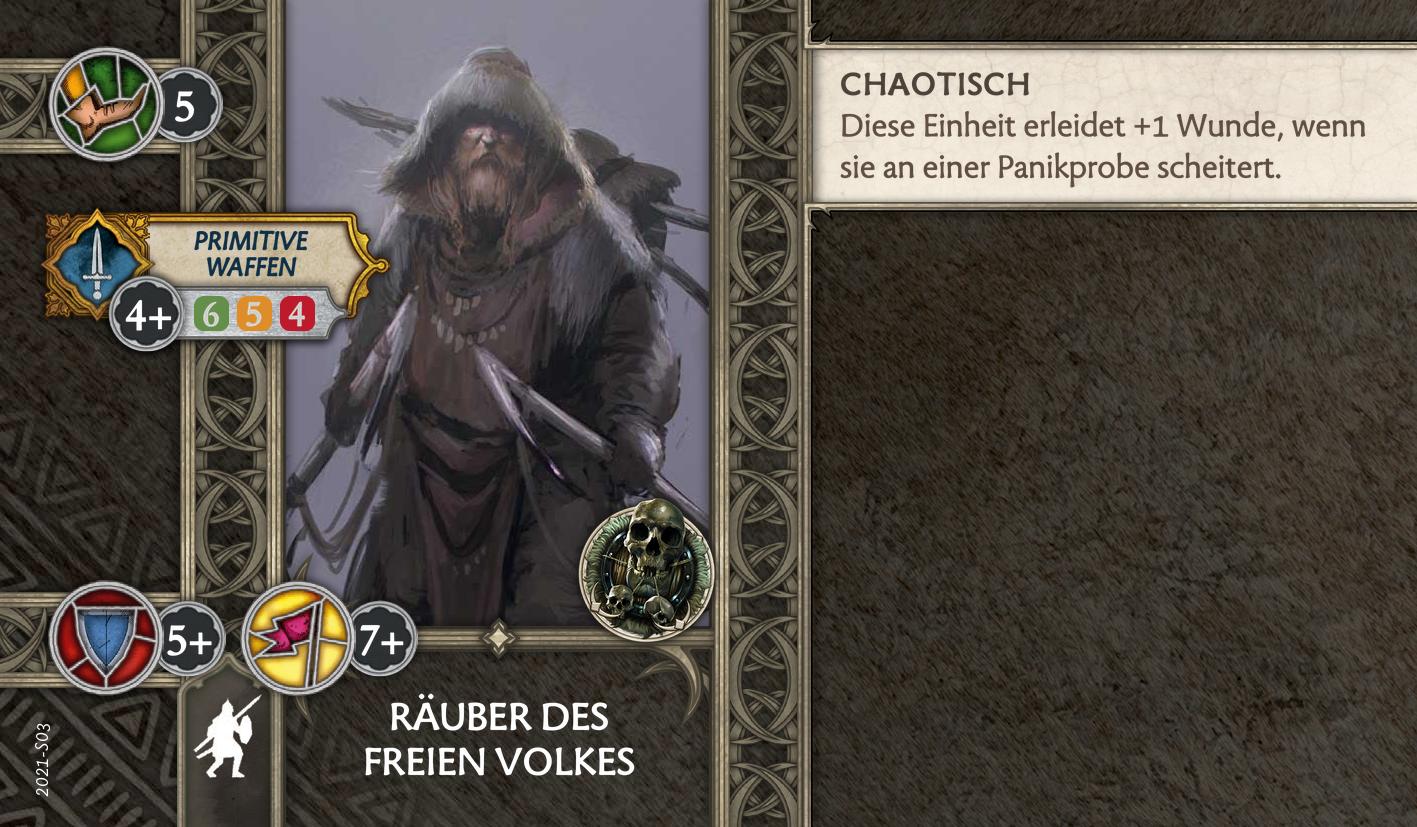 5
PRIMITIVE
WAFFEN
4+ 6 5 4
5+ 7+
RÄUBER DES
FREIEN VOLKES
2021-S03
CHAOTISCH
Diese Einheit erleidet +1 Wunde, wenn
sie an einer Panikprobe scheitert.